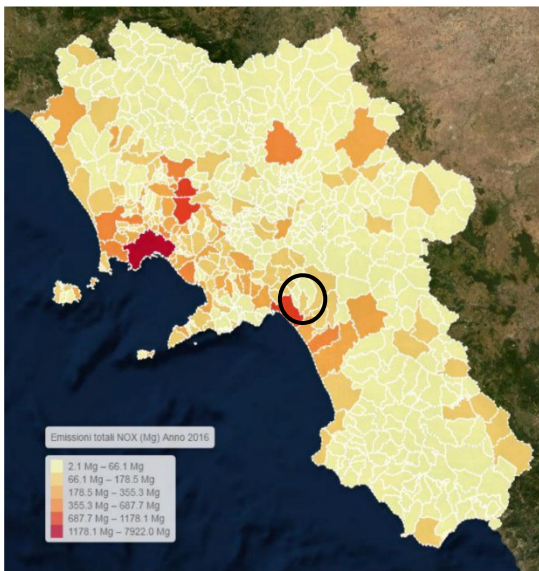 Emissioni totali NOX (Mg) Anno 2016
2.1 Mg – 66.1 Mg
66.1 Mg – 178.5 Mg
178.5 Mg – 355.3 Mg
355.3 Mg – 687.7 Mg
687.7 Mg – 1178.1 Mg
1178.1 Mg – 7922.0 Mg